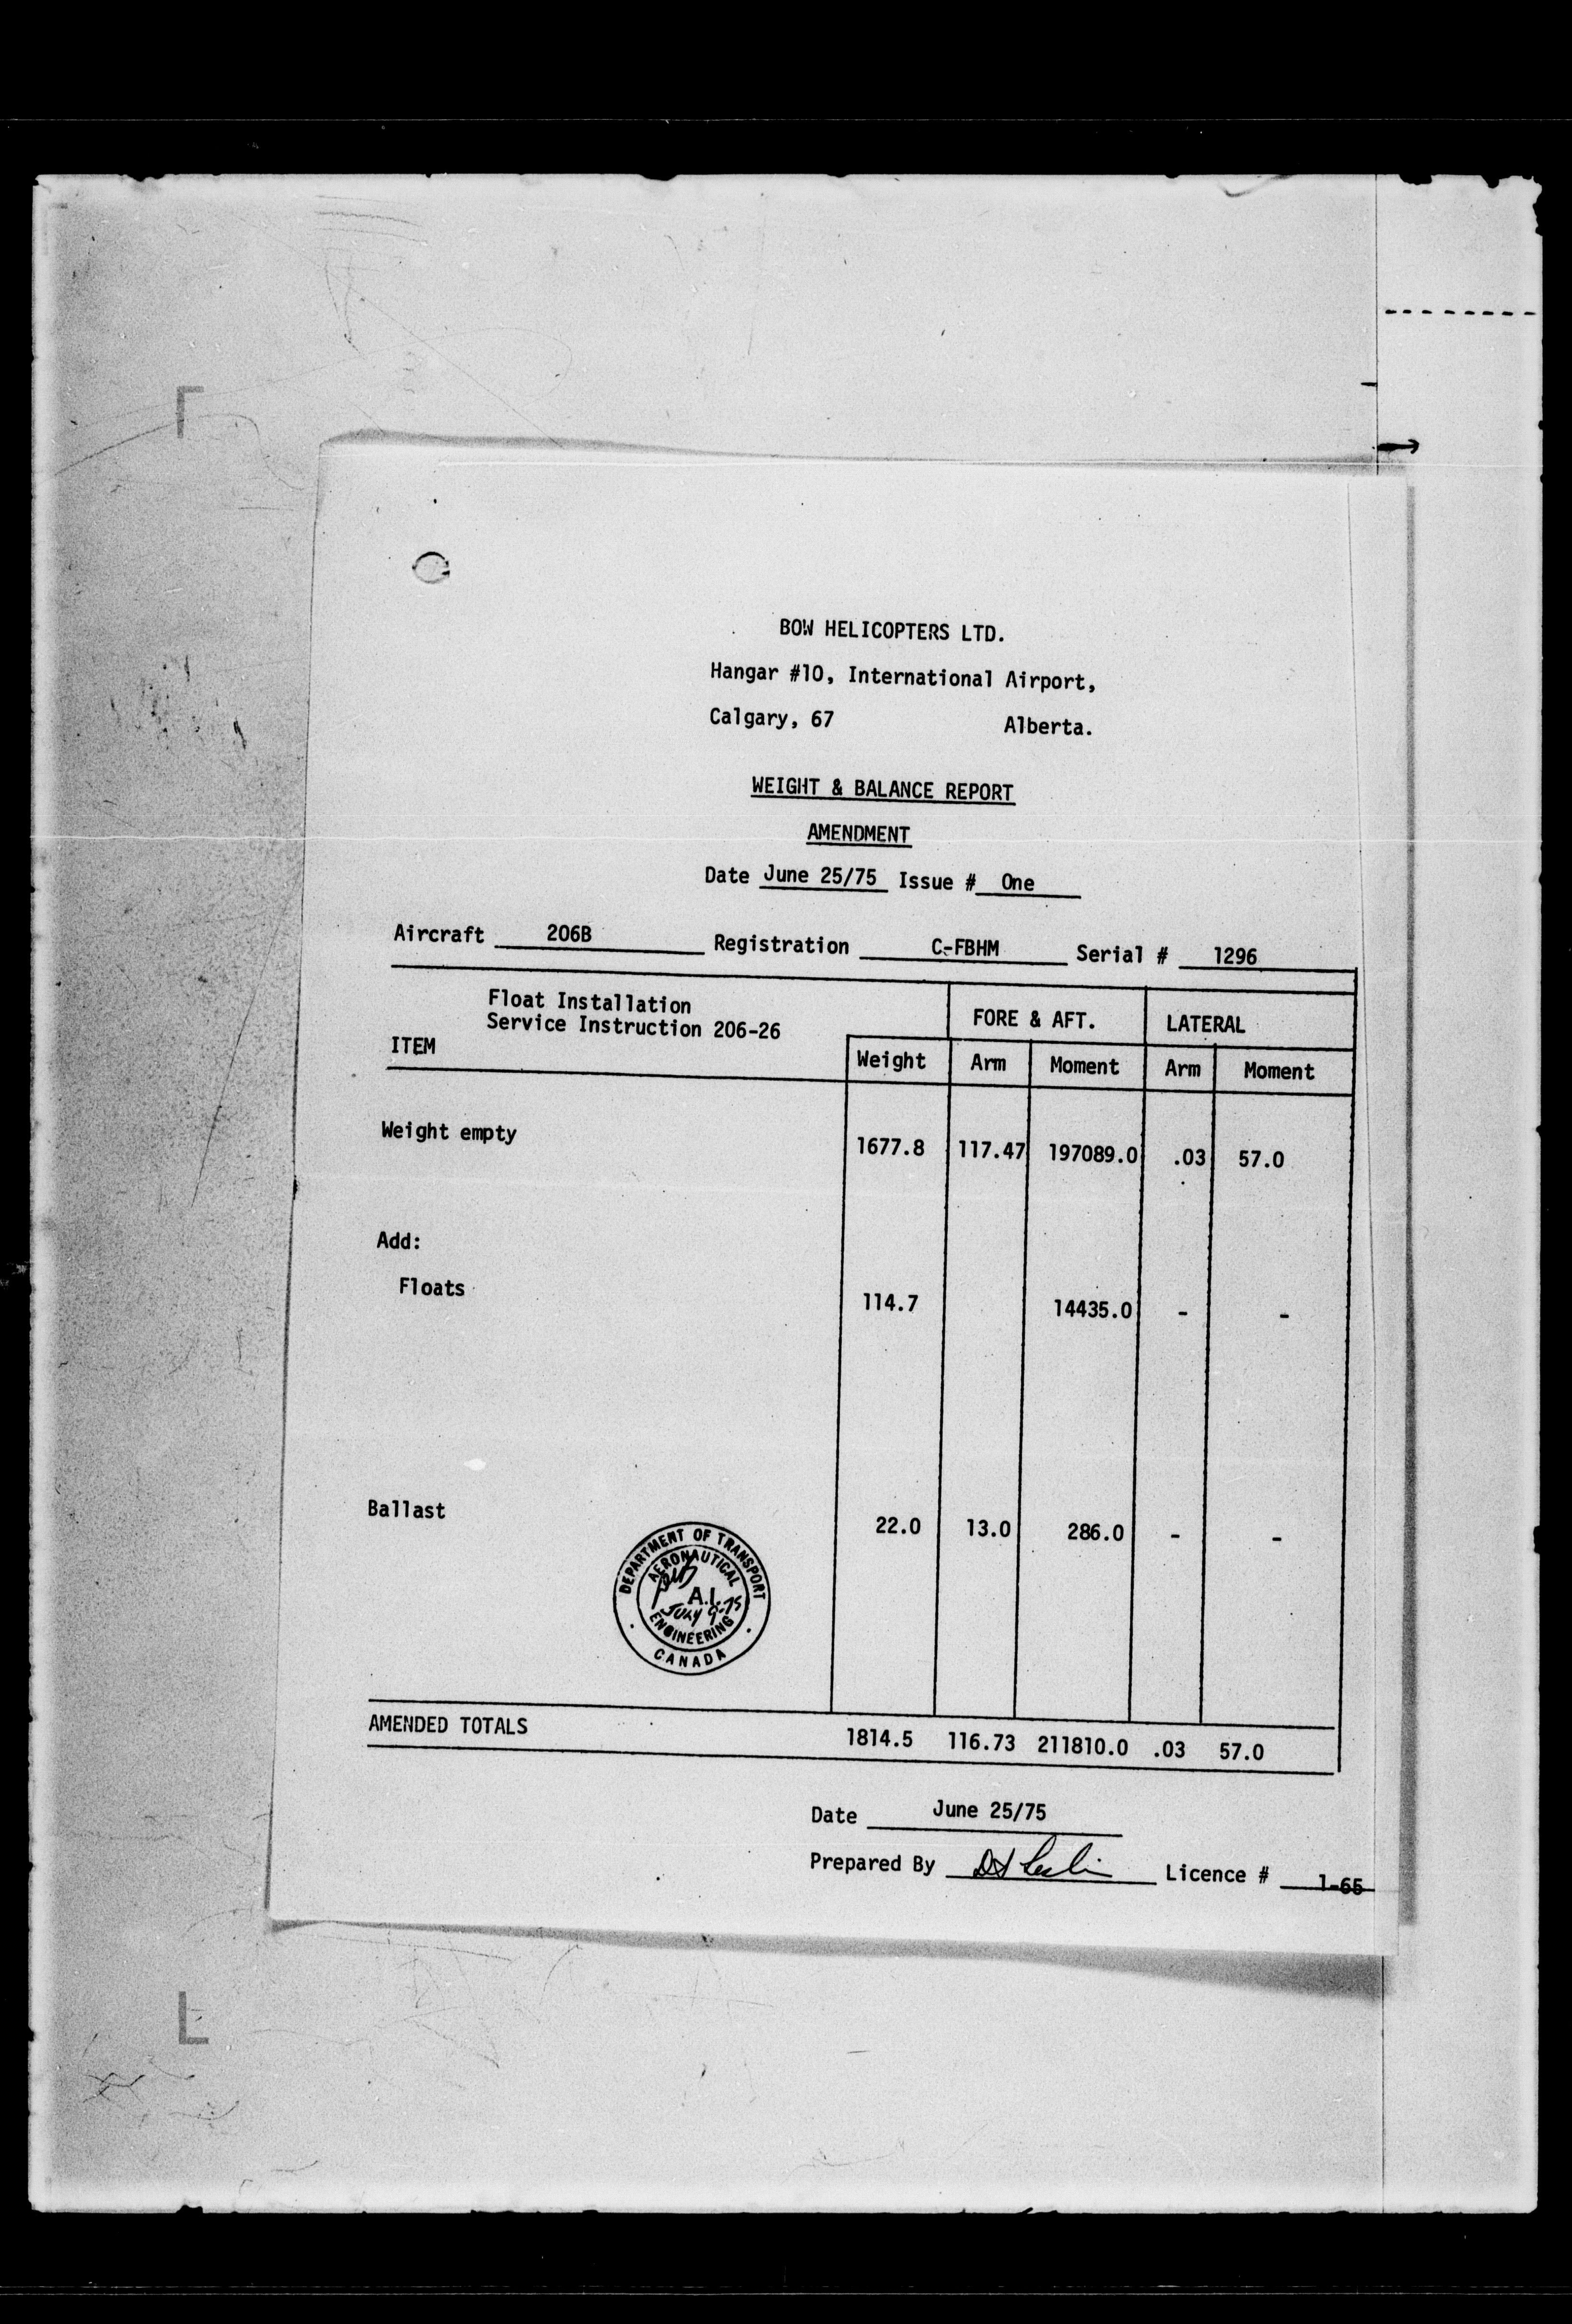 BOW HELICOPTERS LTD.
Hangar #10, International Airport,
Calgary, 67 Alberta.
WEIGHT & BALANCE REPORT
AMENDMENT
Date June 25/75 Issue # One
Aircraft 206B Registration C-FBHM Serial # 1296
Float Installation
Service Instruction 206-26
FORE & AFT. LATERAL
ITEM
Weight Arm Moment Arm Moment
Weight empty 1677.8 117.47 197089.0 .03 57.0
Add:
Floats 114.7 14435.0 - -
Ballast 22.0 13.0 286.0 - -
DEPARTMENT OF TRANSPORT
AERONAUTICAL
A.I.
JULY 9-75
ENGINEERING
CANADA
AMENDED TOTALS 1814.5 116.73 211810.0 .03 57.0
Date June 25/75
Prepared By Licence # 1-65